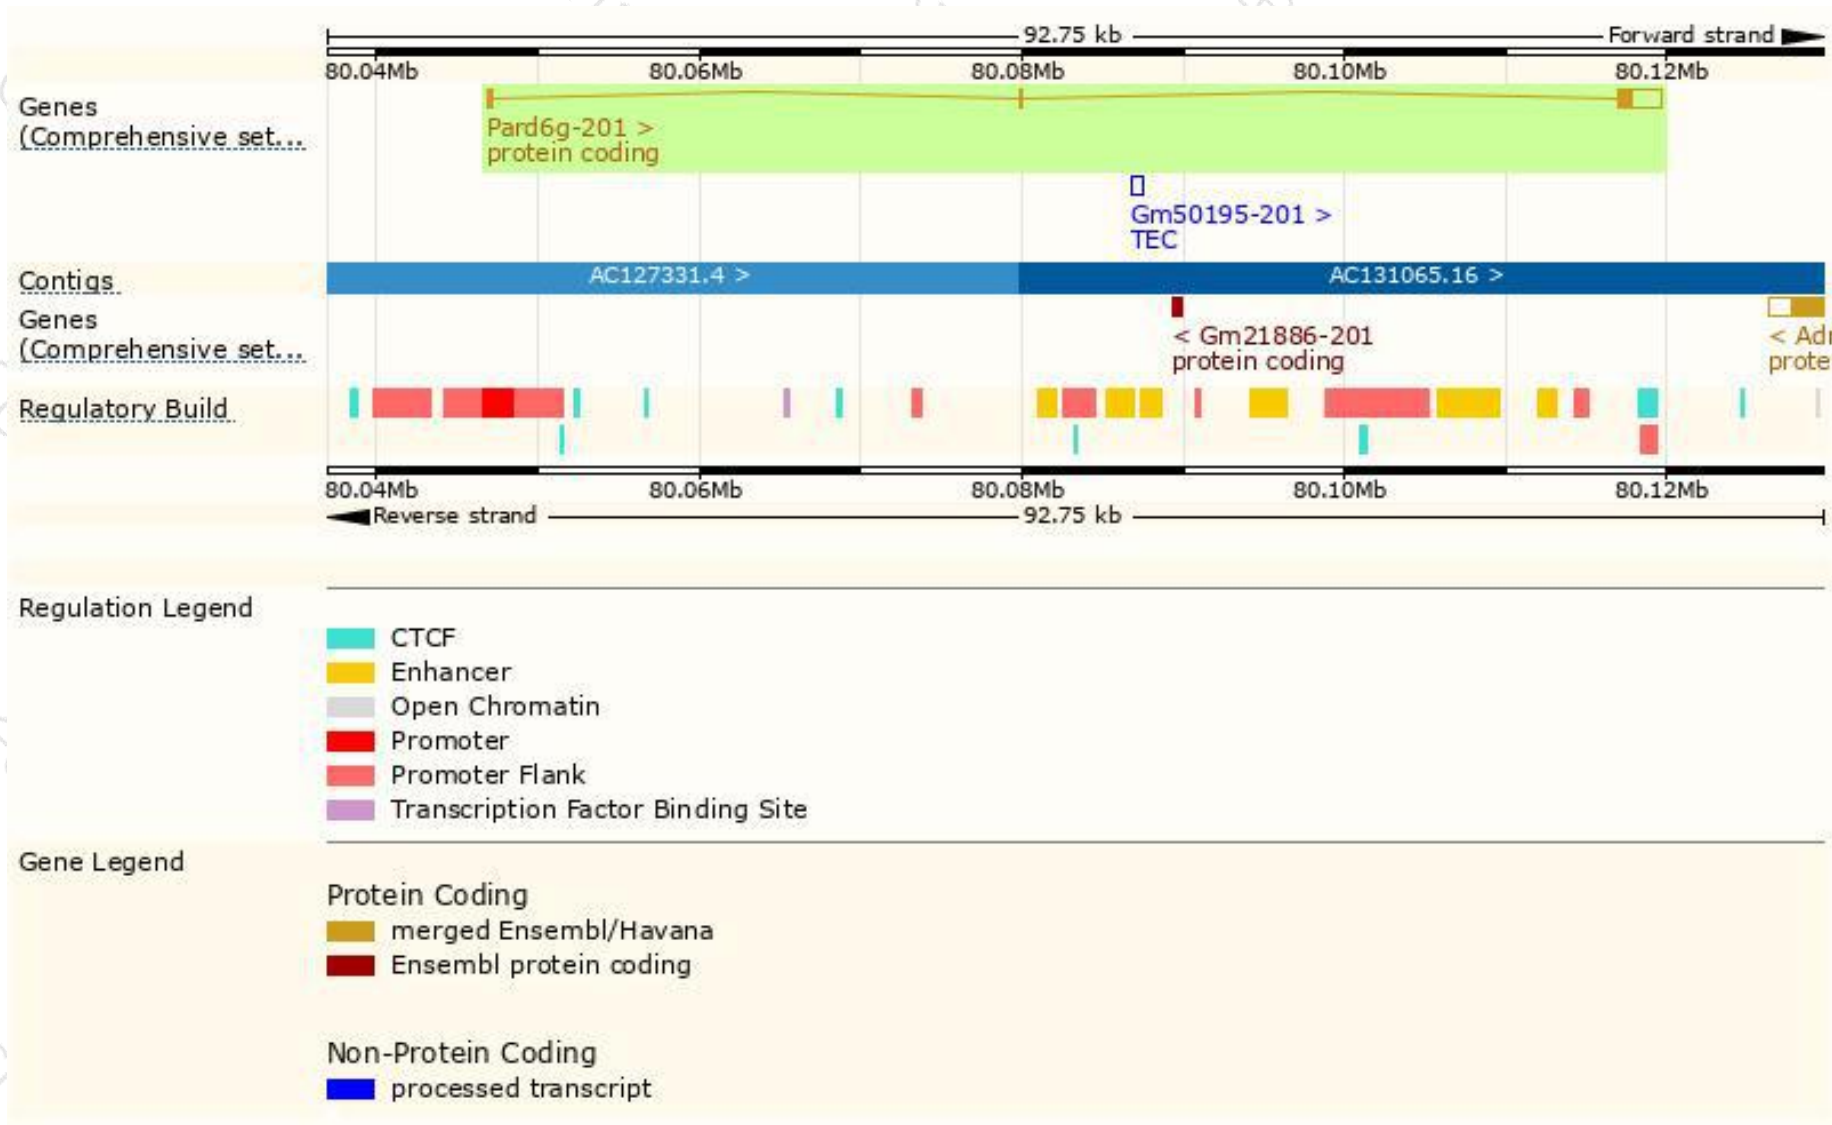 92.75 kb Forward strand
80.04Mb 80.06Mb 80.08Mb 80.10Mb 80.12Mb
Genes
(Comprehensive set...
Pard6g-201 >
protein coding
Gm50195-201 >
TEC
Contigs
AC127331.4 > AC131065.16 >
Genes
(Comprehensive set...
< Gm21886-201
protein coding
< Ad
prote
Regulatory Build
80.04Mb 80.06Mb 80.08Mb 80.10Mb 80.12Mb
Reverse strand 92.75 kb
Regulation Legend
CTCF
Enhancer
Open Chromatin
Promoter
Promoter Flank
Transcription Factor Binding Site
Gene Legend
Protein Coding
merged Ensembl/Havana
Ensembl protein coding
Non-Protein Coding
processed transcript